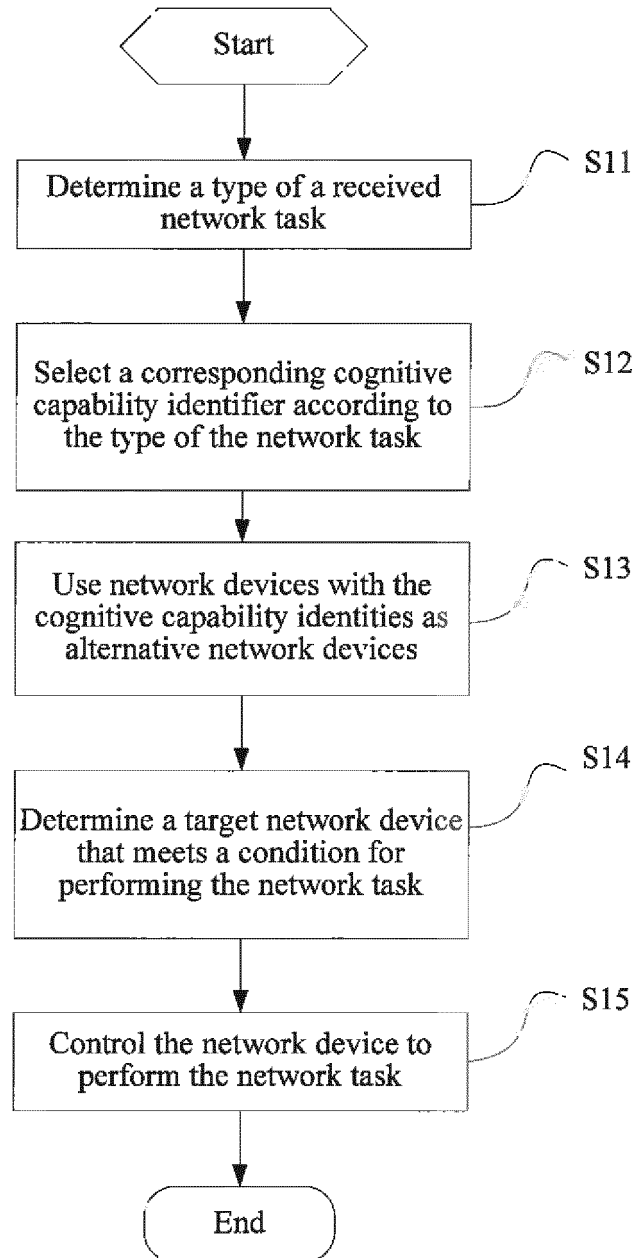 Start
Determine a type of a received
network task
S11
Select a corresponding cognitive
capability identifier according to
the type of the network task
S12
Use network devices with the
cognitive capability identities as
alternative network devices
S13
Determine a target network device
that meets a condition for
performing the network task
S14
Control the network device to
perform the network task
S15
End